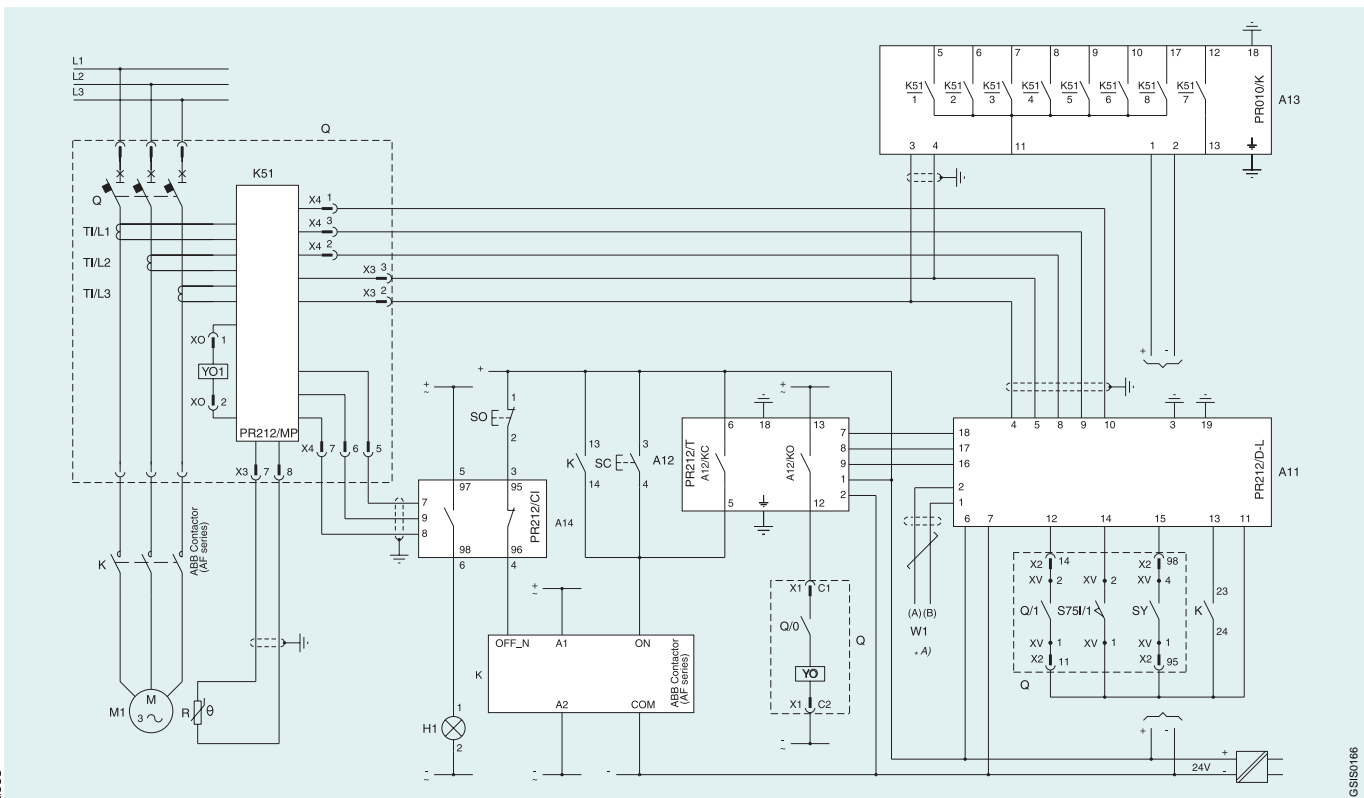 L1
L2
L3
Q
Q
K51
TI/L1
TI/L2
TI/L3
X4 1
X4 3
X4 2
X3 3
X3 2
XO 1
YO1
XO 2
PR212/MP
X3 7 8
X4 7 6 5
5 6 7 8 9 10 17 12 18
K51 1
K51 2
K51 3
K51 4
K51 5
K51 6
K51 8
K51 7
PR010/K
A13
3 4 11 1 2 13
+ -
+ ~
+
+ ~
SO
1
2
5 3
97 95
7
9
8
PR212/CI
A14
98 96
6 4
K
13
14
SC
3
4
A12
PR212/T
A12/KC
A12/KO
6 18 13
5 12
7
8
9
1
2
18
17
16
2
1
4 5 8 9 10 3 19
PR212/D-L
A11
6 7 12 14 15 13 11
(A) (B)
W1
* A)
X2 14
XV 2
Q/1
XV 1
X2 11
XV 2
S75I/1
XV 1
X2 98
XV 4
SY
XV 1
X2 95
Q
K
23
24
X1 C1
Q/0
YO
X1 C2
Q
- ~
K
ABB Contactor
(AF series)
M1
M
3 ~
R
θ
H1
1
2
- ~
+ ~
OFF_N A1 ON
K
ABB Contactor
(AF series)
A2 COM
- ~
-
+ -
24V
+
-
GSIS0166